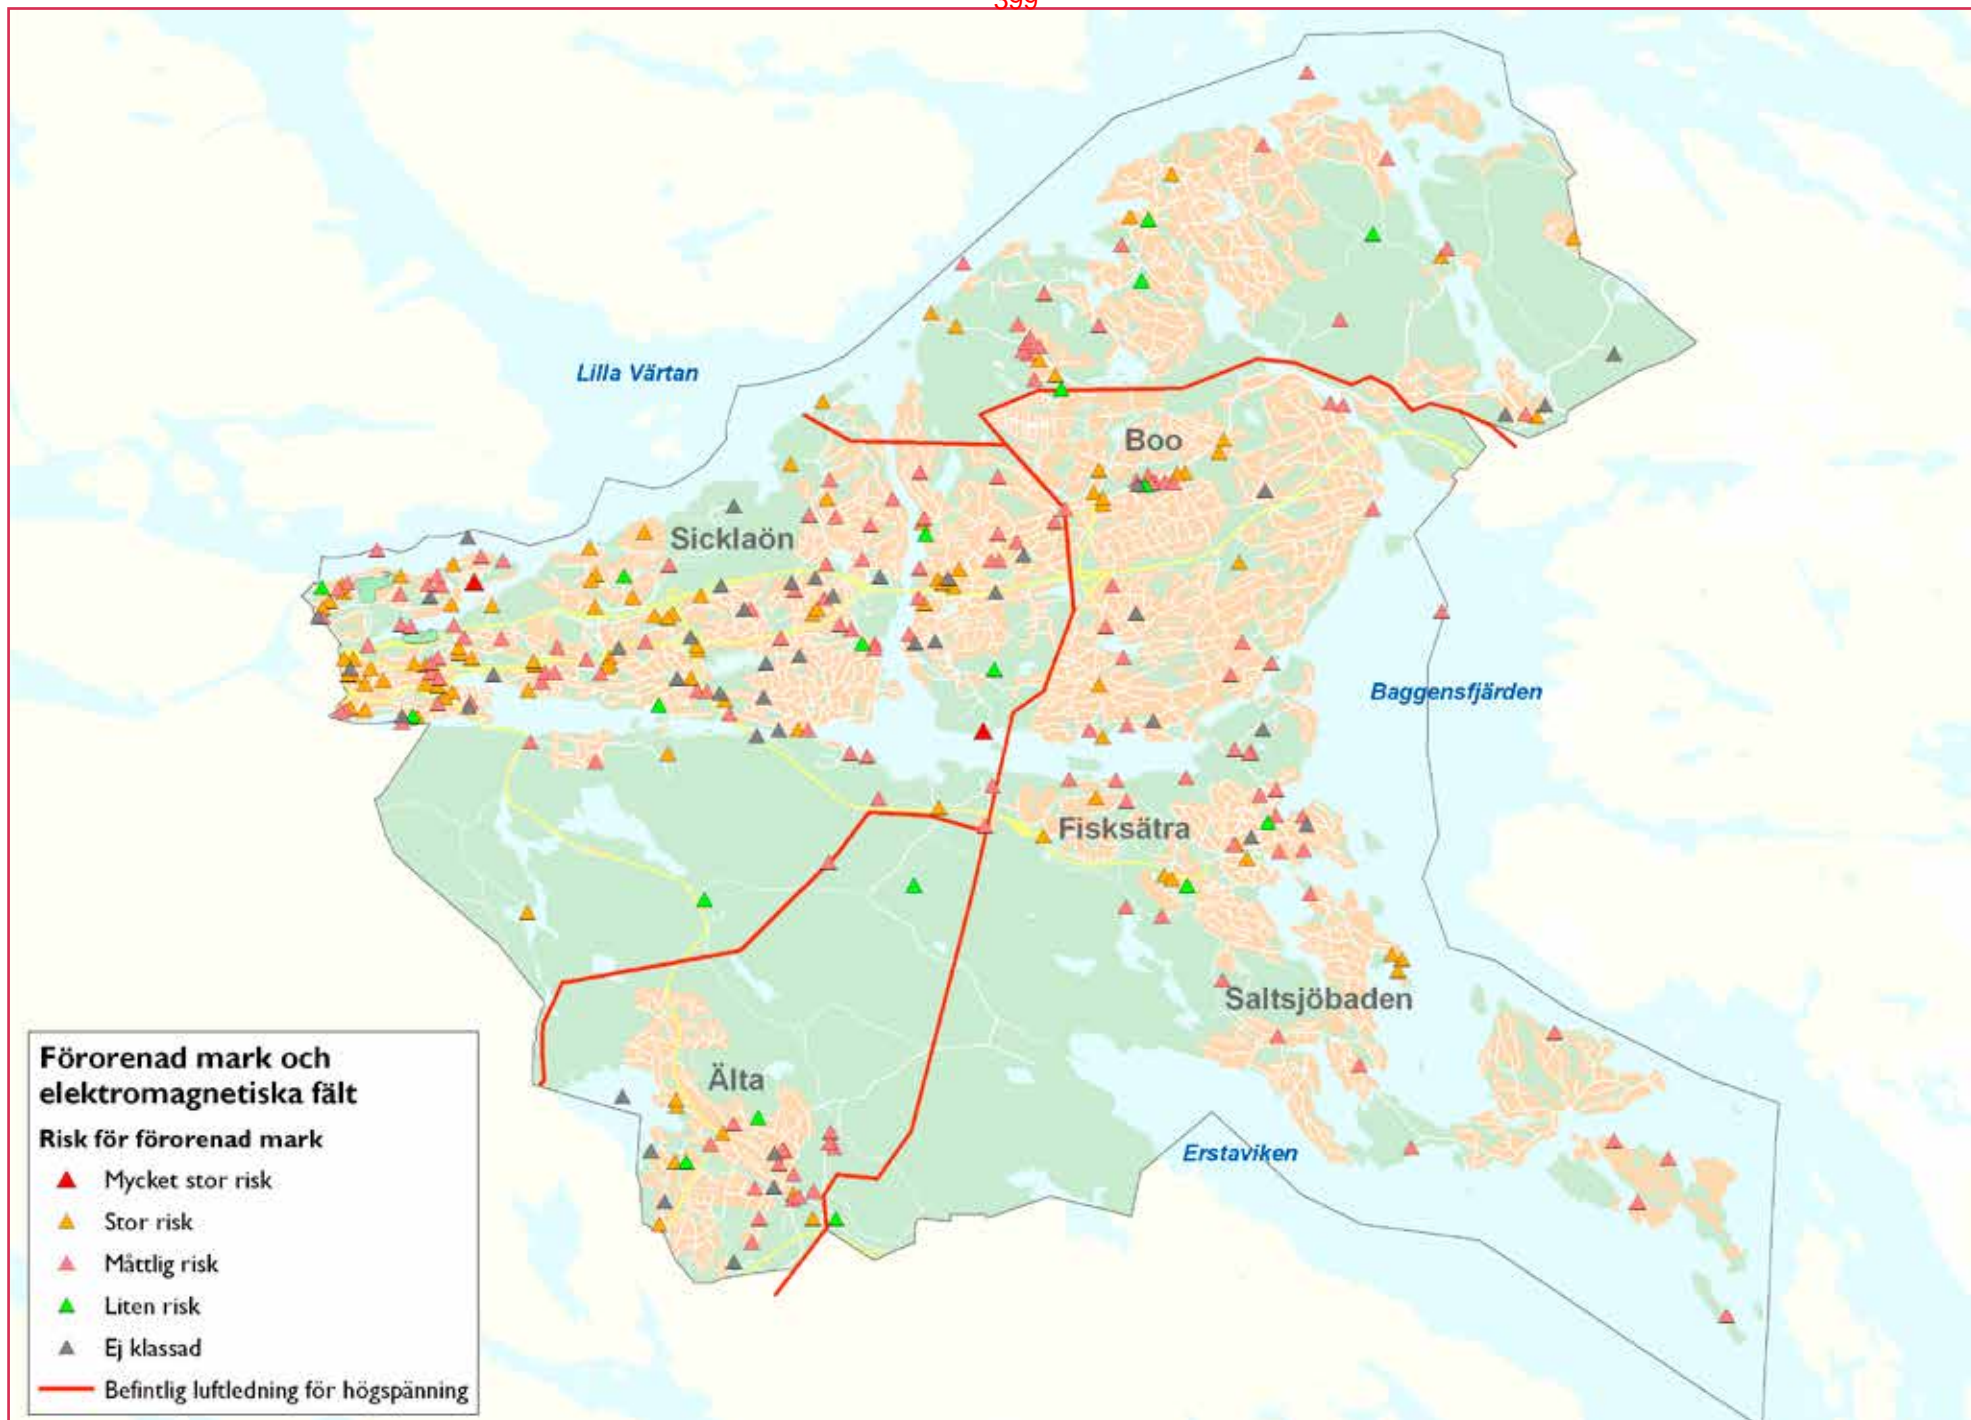 399
Lilla Värtan
Boo
Sicklaön
Baggensfjärden
Fisksätra
Saltsjöbaden
Älta
Erstaviken
Förorenad mark och
elektromagnetiska fält
Risk för förorenad mark
Mycket stor risk
Stor risk
Måttlig risk
Liten risk
Ej klassad
Befintlig luftledning för högspänning